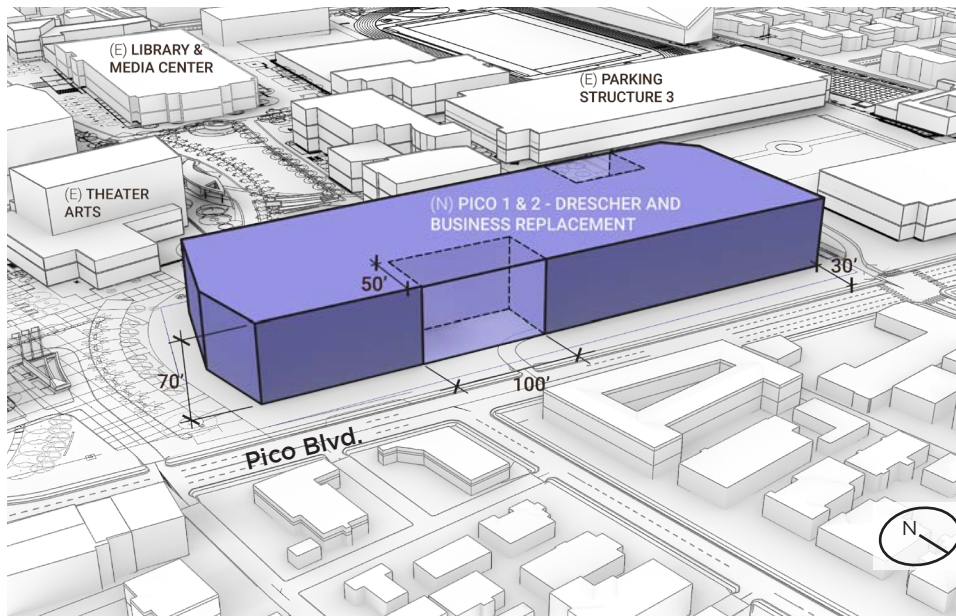 (E) LIBRARY &
MEDIA CENTER
(E) PARKING
STRUCTURE 3
(E) THEATER
ARTS
(N) PICO 1 & 2 - DRESCHER AND
BUSINESS REPLACEMENT
50'
30'
70'
100'
Pico Blvd.
N